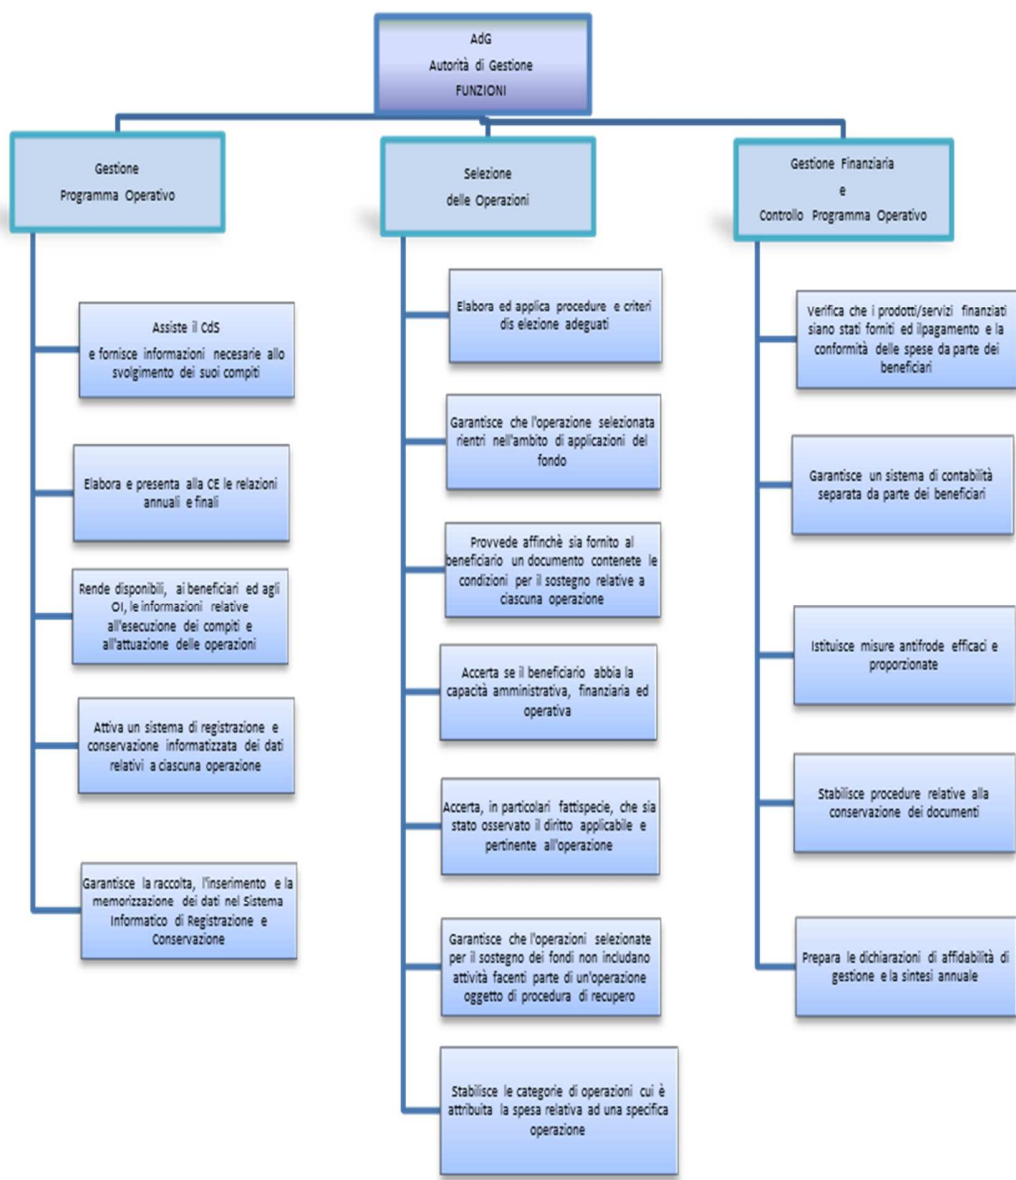 AdG
Autorità di Gestione
FUNZIONI
Gestione
Programma Operativo
Assiste il CdS
e fornisce informazioni necesarie allo
svolgimento dei suoi compiti
Elabora e presenta alla CE le relazioni
annuali e finali
Rende disponibili, ai beneficiari ed agli
OI, le informazioni relative
all'esecuzione dei compiti e
all'attuazione delle operazioni
Attiva un sistema di registrazione e
conservazione informatizzata dei dati
relativi a ciascuna operazione
Garantisce la raccolta, l'inserimento e la
memorizzazione dei dati nel Sistema
Informatico di Registrazione e
Conservazione
Selezione
delle Operazioni
Elabora ed applica procedure e criteri
dis elezione adeguati
Garantisce che l'operazione selezionata
rientri nell'ambito di applicazioni del
fondo
Provvede affinchè sia fornito al
beneficiario un documento contenete le
condizioni per il sostegno relative a
ciascuna operazione
Accerta se il beneficiario abbia la
capacità amministrativa, finanziaria ed
operativa
Accerta, in particolari fattispecie, che sia
stato osservato il diritto applicabile e
pertinente all'operazione
Garantisce che l'operazioni selezionate
per il sostegno dei fondi non includano
attività facenti parte di un'operazione
oggetto di procedura di recupero
Stabilisce le categorie di operazioni cui è
attribuita la spesa relativa ad una specifica
operazione
Gestione Finanziaria
e
Controllo Programma Operativo
Verifica che i prodotti/servizi finanziati
siano stati forniti ed ilpagamento e la
conformità delle spese da parte dei
beneficiari
Garantisce un sistema di contabilità
separata da parte dei beneficiari
Istituisce misure antifrode efficaci e
proporzionate
Stabilisce procedure relative alla
conservazione dei documenti
Prepara le dichiarazioni di affidabilità di
gestione e la sintesi annuale